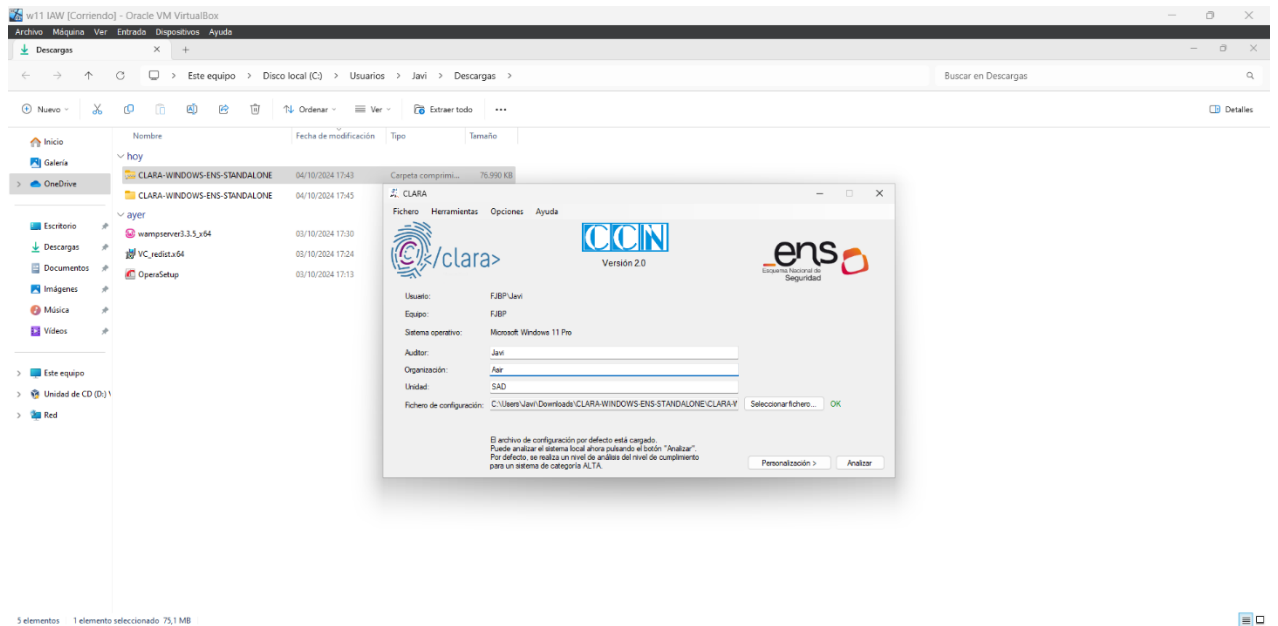 w11 IAW [Corriendo] - Oracle VM VirtualBox
Archivo Máquina Ver Entrada Dispositivos Ayuda
Descargas
Este equipo > Disco local (C:) > Usuarios > Javi > Descargas >
Buscar en Descargas
Nuevo Ordenar Ver Extraer todo ... Detalles
Inicio
Galería
OneDrive
Escritorio
Descargas
Documentos
Imágenes
Música
Vídeos
Este equipo
Unidad de CD (D:) V
Red
Nombre Fecha de modificación Tipo Tamaño
hoy
CLARA-WINDOWS-ENS-STANDALONE 04/10/2024 17:43 Carpeta comprimi... 76.990 KB
CLARA-WINDOWS-ENS-STANDALONE 04/10/2024 17:45
ayer
wampserver3.3.5_x64 03/10/2024 17:30
VC_redist.x64 03/10/2024 17:24
OperaSetup 03/10/2024 17:13
CLARA
Fichero Herramientas Opciones Ayuda
</clara>
CCN
Versión 2.0
_ens
Esquema Nacional de
Seguridad
Usuario: FJBP\Javi
Equipo: FJBP
Sistema operativo: Microsoft Windows 11 Pro
Auditor: Javi
Organización: Asir
Unidad: SAD
Fichero de configuración: C:\Users\Javi\Downloads\CLARA-WINDOWS-ENS-STANDALONE\CLARA-W Seleccionar fichero... OK
El archivo de configuración por defecto está cargado.
Puede analizar el sistema local ahora pulsando el botón "Analizar".
Por defecto, se realiza un nivel de análisis del nivel de cumplimiento
para un sistema de categoría ALTA.
Personalización > Analizar
5 elementos 1 elemento seleccionado 75,1 MB